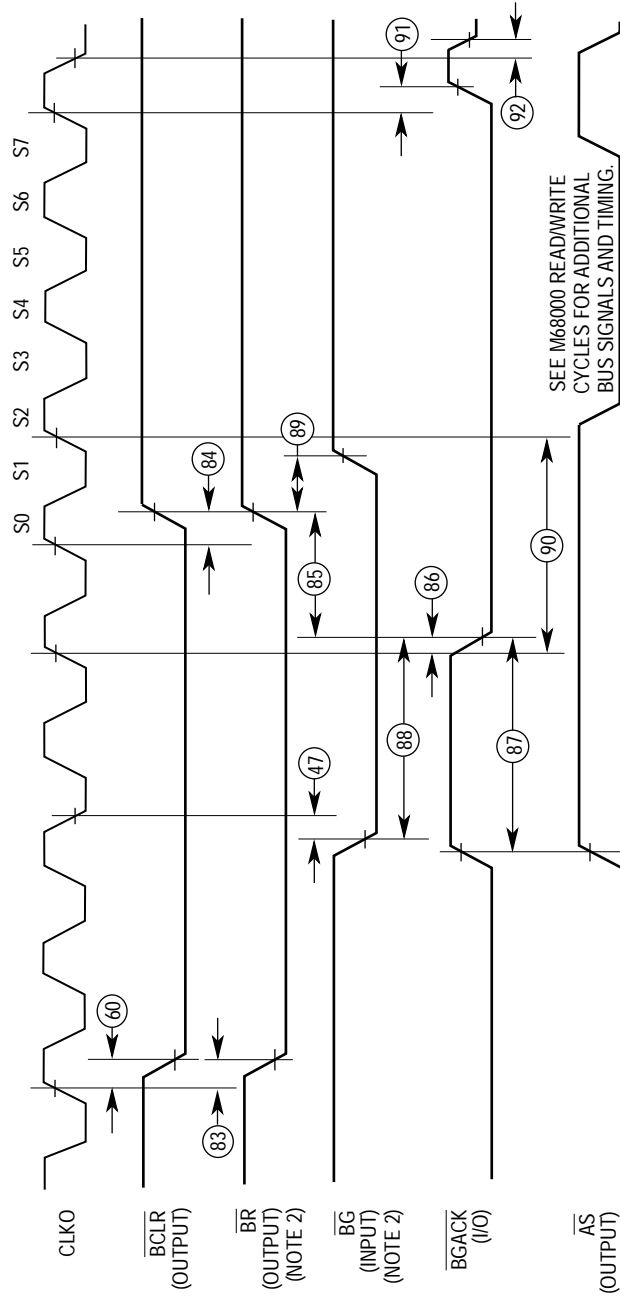 S0 S1 S2 S3 S4 S5 S6 S7
CLKO
60
BCLR
(OUTPUT)
84
83
BR
(OUTPUT)
(NOTE 2)
85
89
47
BG
(INPUT)
(NOTE 2)
88
86
91
BGACK
(I/O)
87
90
92
SEE M68000 READ/WRITE
CYCLES FOR ADDITIONAL
BUS SIGNALS AND TIMING.
AS
(OUTPUT)